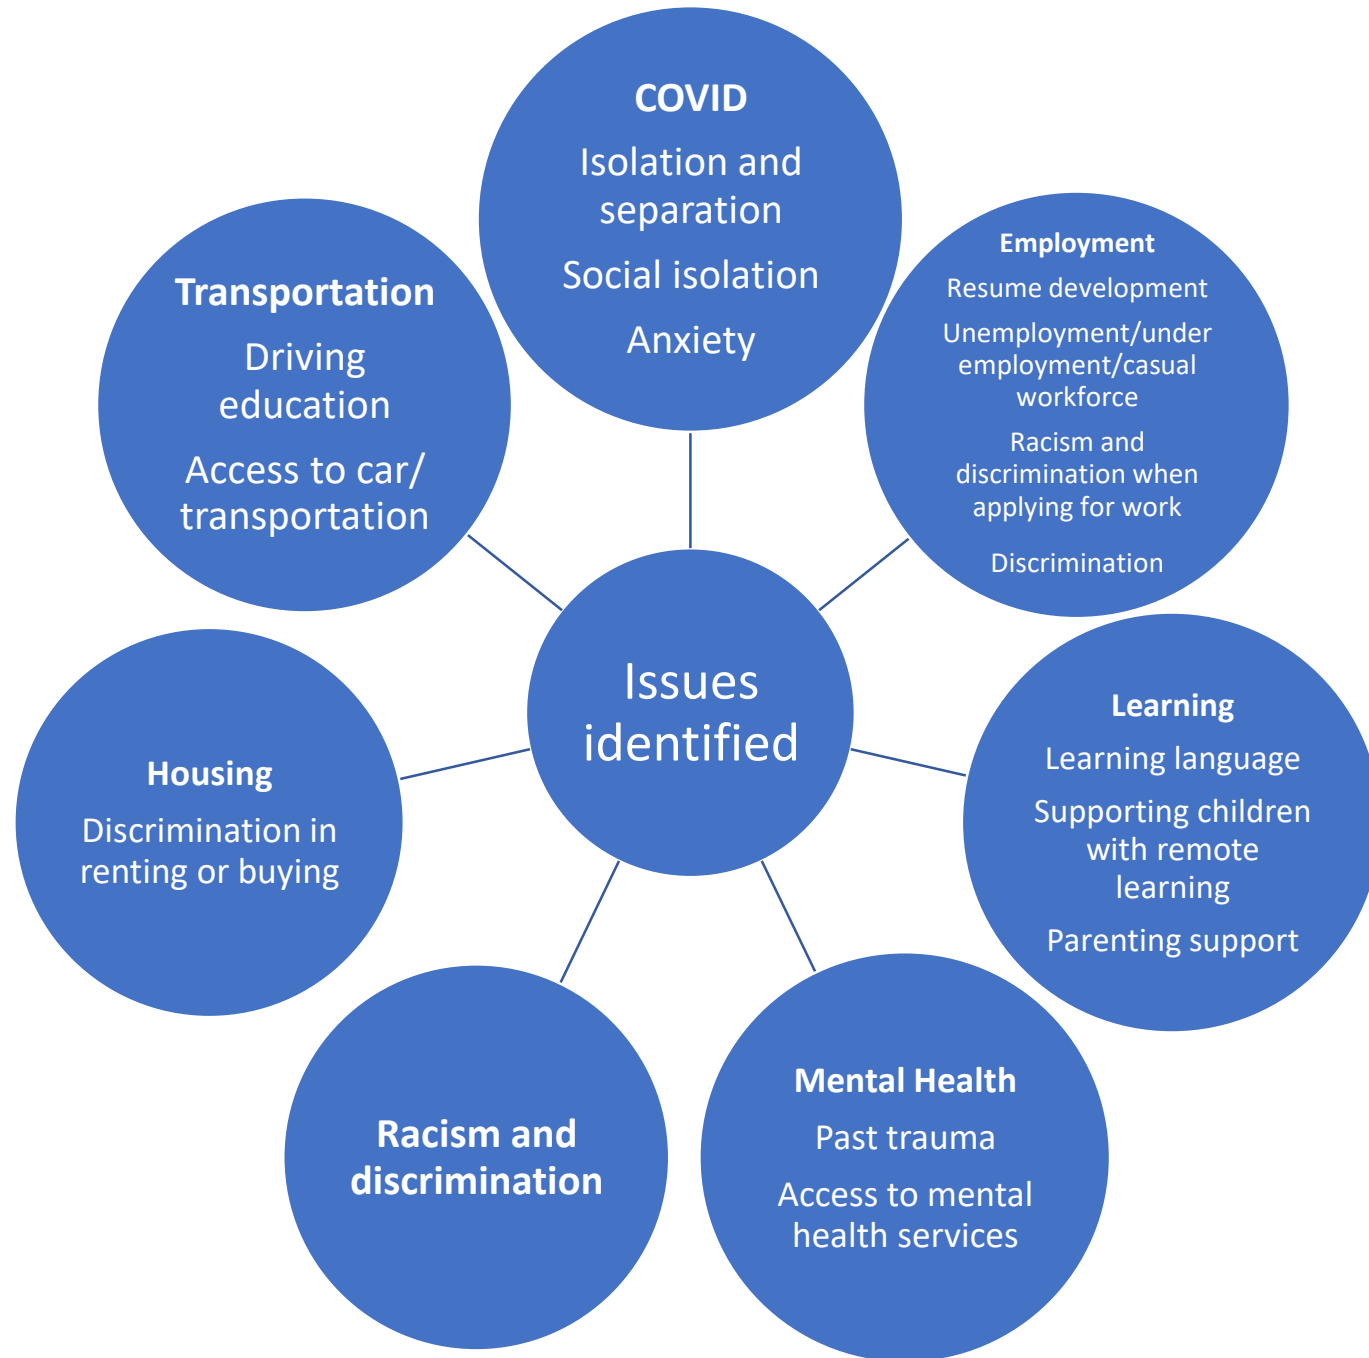 COVID
Isolation and
separation
Social isolation
Anxiety
Employment
Resume development
Unemployment/under
employment/casual
workforce
Racism and
discrimination when
applying for work
Discrimination
Learning
Learning language
Supporting children
with remote
learning
Parenting support
Mental Health
Past trauma
Access to mental
health services
Racism and
discrimination
Housing
Discrimination in
renting or buying
Transportation
Driving
education
Access to car/
transportation
Issues
identified